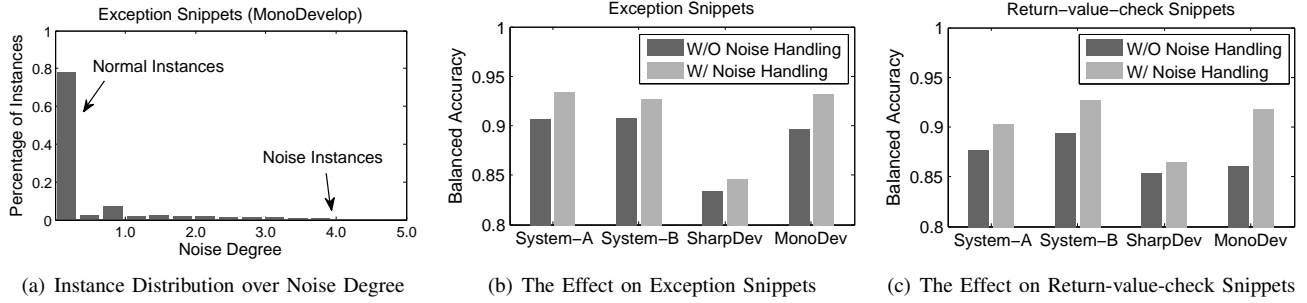 Exception Snippets (MonoDevelop)
Percentage of Instances
1
0.8
0.6
0.4
0.2
0
Normal Instances
Noise Instances
1.0 2.0 3.0 4.0 5.0
Noise Degree
(a) Instance Distribution over Noise Degree
Exception Snippets
Balanced Accuracy
1
0.95
0.9
0.85
0.8
W/O Noise Handling
W/ Noise Handling
System−A System−B SharpDev MonoDev
(b) The Effect on Exception Snippets
Return−value−check Snippets
Balanced Accuracy
1
0.95
0.9
0.85
0.8
W/O Noise Handling
W/ Noise Handling
System−A System−B SharpDev MonoDev
(c) The Effect on Return-value-check Snippets